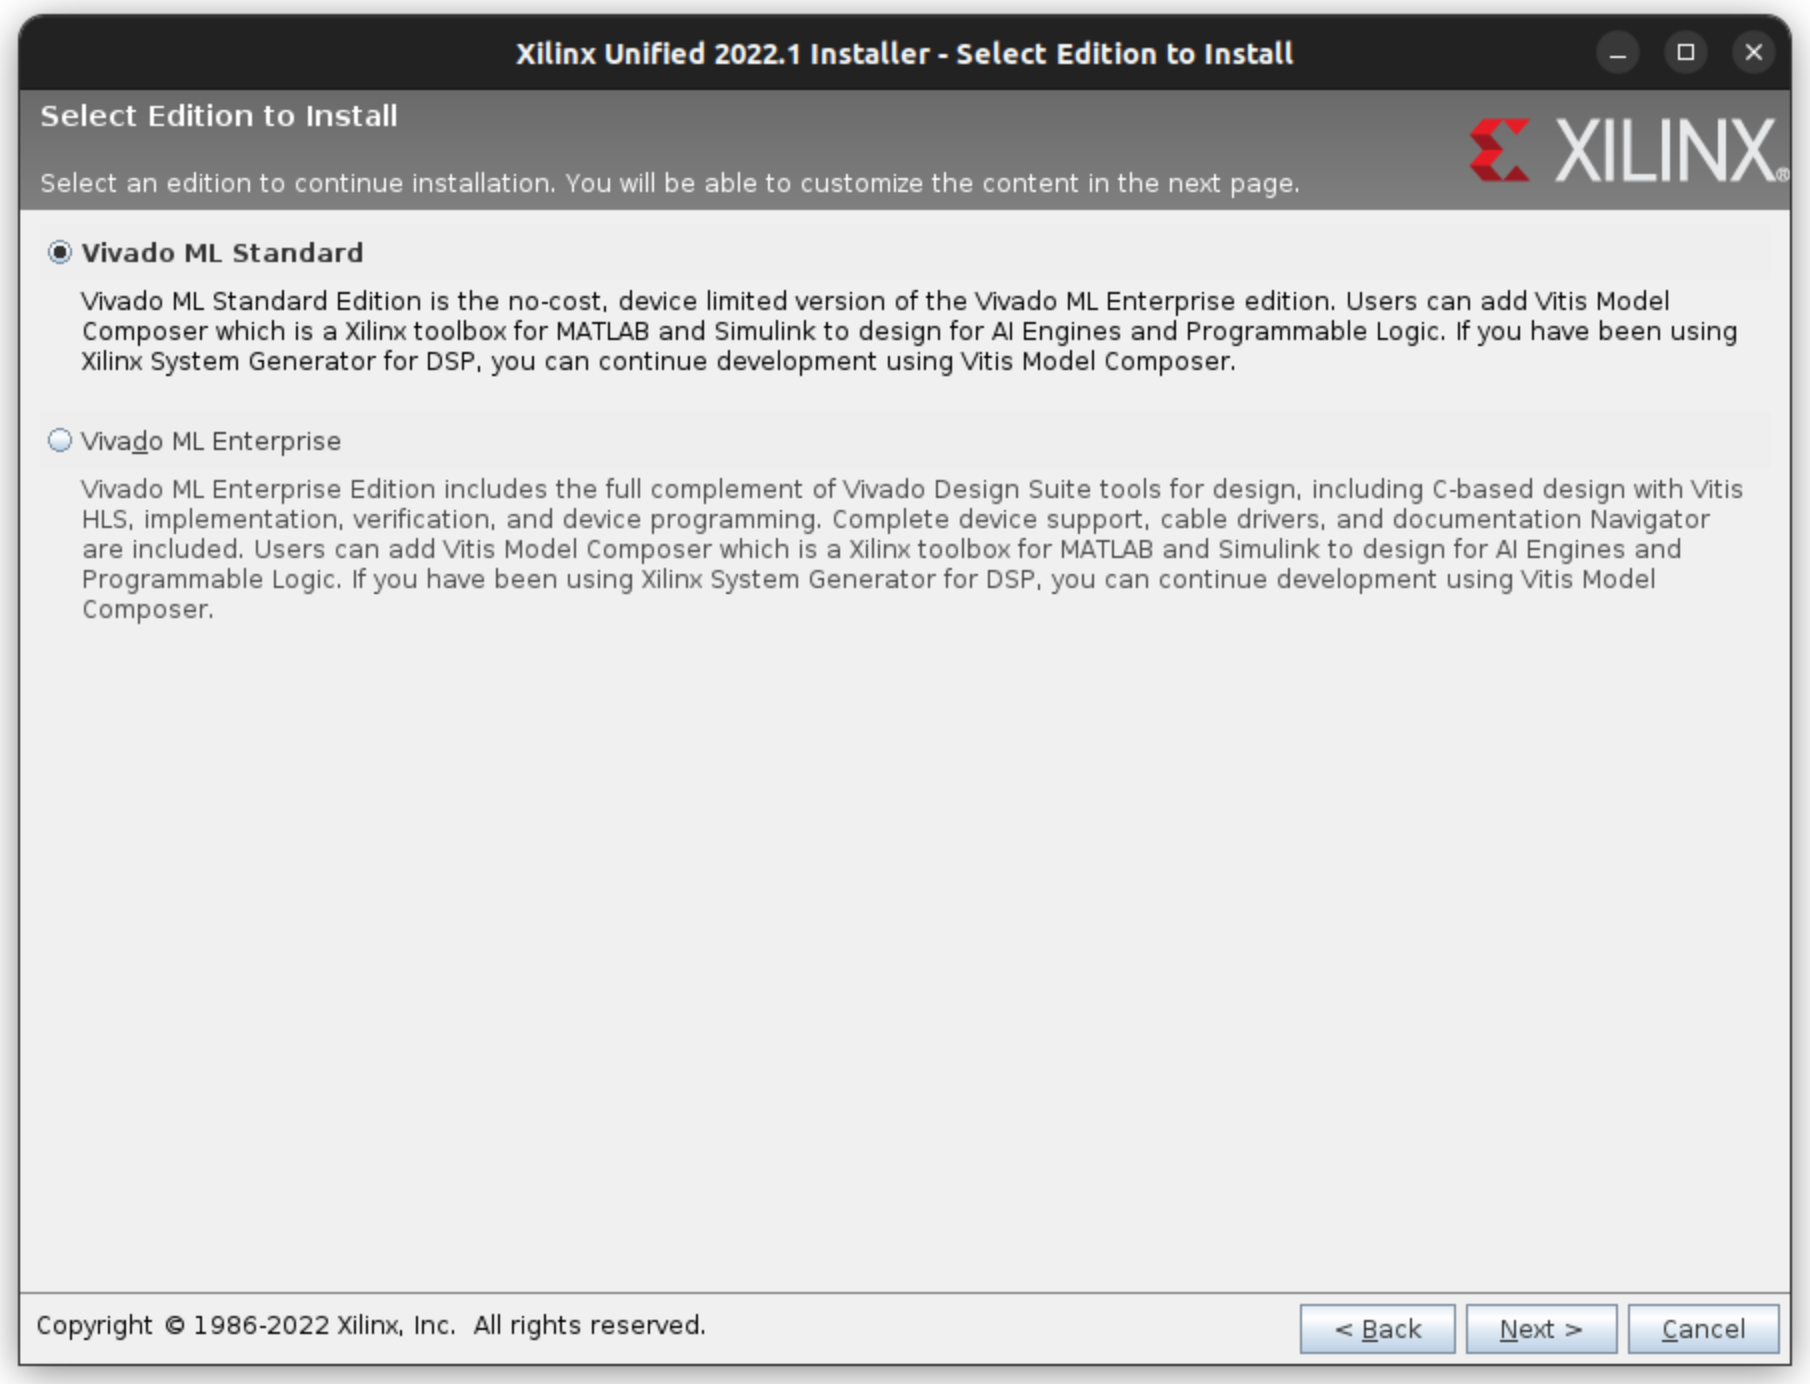 Xilinx Unified 2022.1 Installer - Select Edition to Install
Select Edition to Install
XILINX®
Select an edition to continue installation. You will be able to customize the content in the next page.
Vivado ML Standard
Vivado ML Standard Edition is the no-cost, device limited version of the Vivado ML Enterprise edition. Users can add Vitis Model
Composer which is a Xilinx toolbox for MATLAB and Simulink to design for AI Engines and Programmable Logic. If you have been using
Xilinx System Generator for DSP, you can continue development using Vitis Model Composer.
Vivado ML Enterprise
Vivado ML Enterprise Edition includes the full complement of Vivado Design Suite tools for design, including C-based design with Vitis
HLS, implementation, verification, and device programming. Complete device support, cable drivers, and documentation Navigator
are included. Users can add Vitis Model Composer which is a Xilinx toolbox for MATLAB and Simulink to design for AI Engines and
Programmable Logic. If you have been using Xilinx System Generator for DSP, you can continue development using Vitis Model
Composer.
Copyright © 1986-2022 Xilinx, Inc.  All rights reserved.
< Back
Next >
Cancel